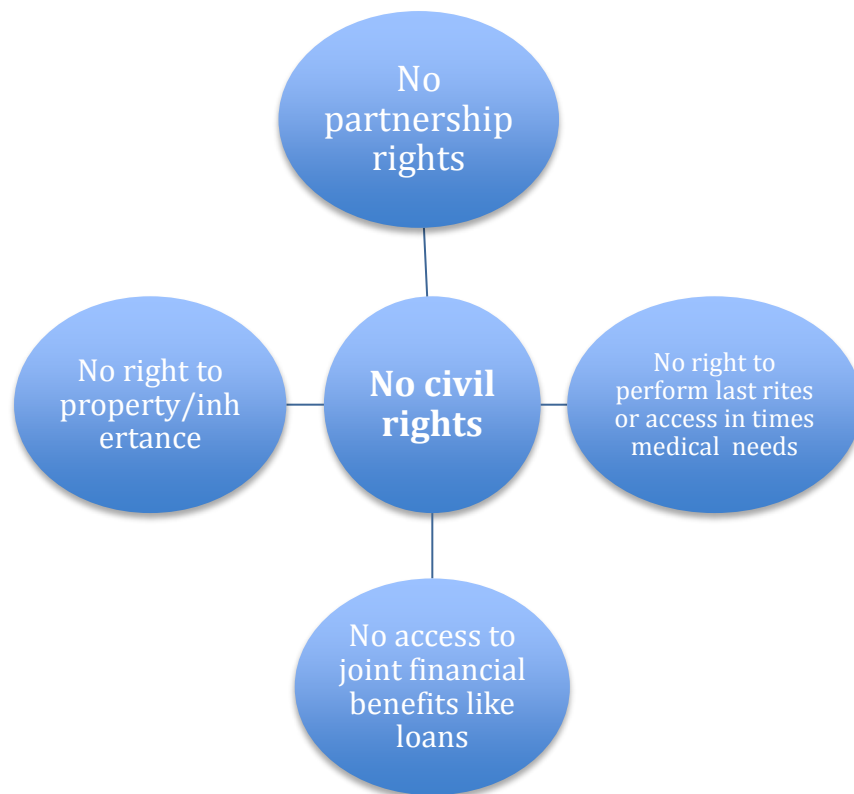 No
partnership
rights
No right to
property/inh
ertance
No civil
rights
No right to
perform last rites
or access in times
medical needs
No access to
joint financial
benefits like
loans